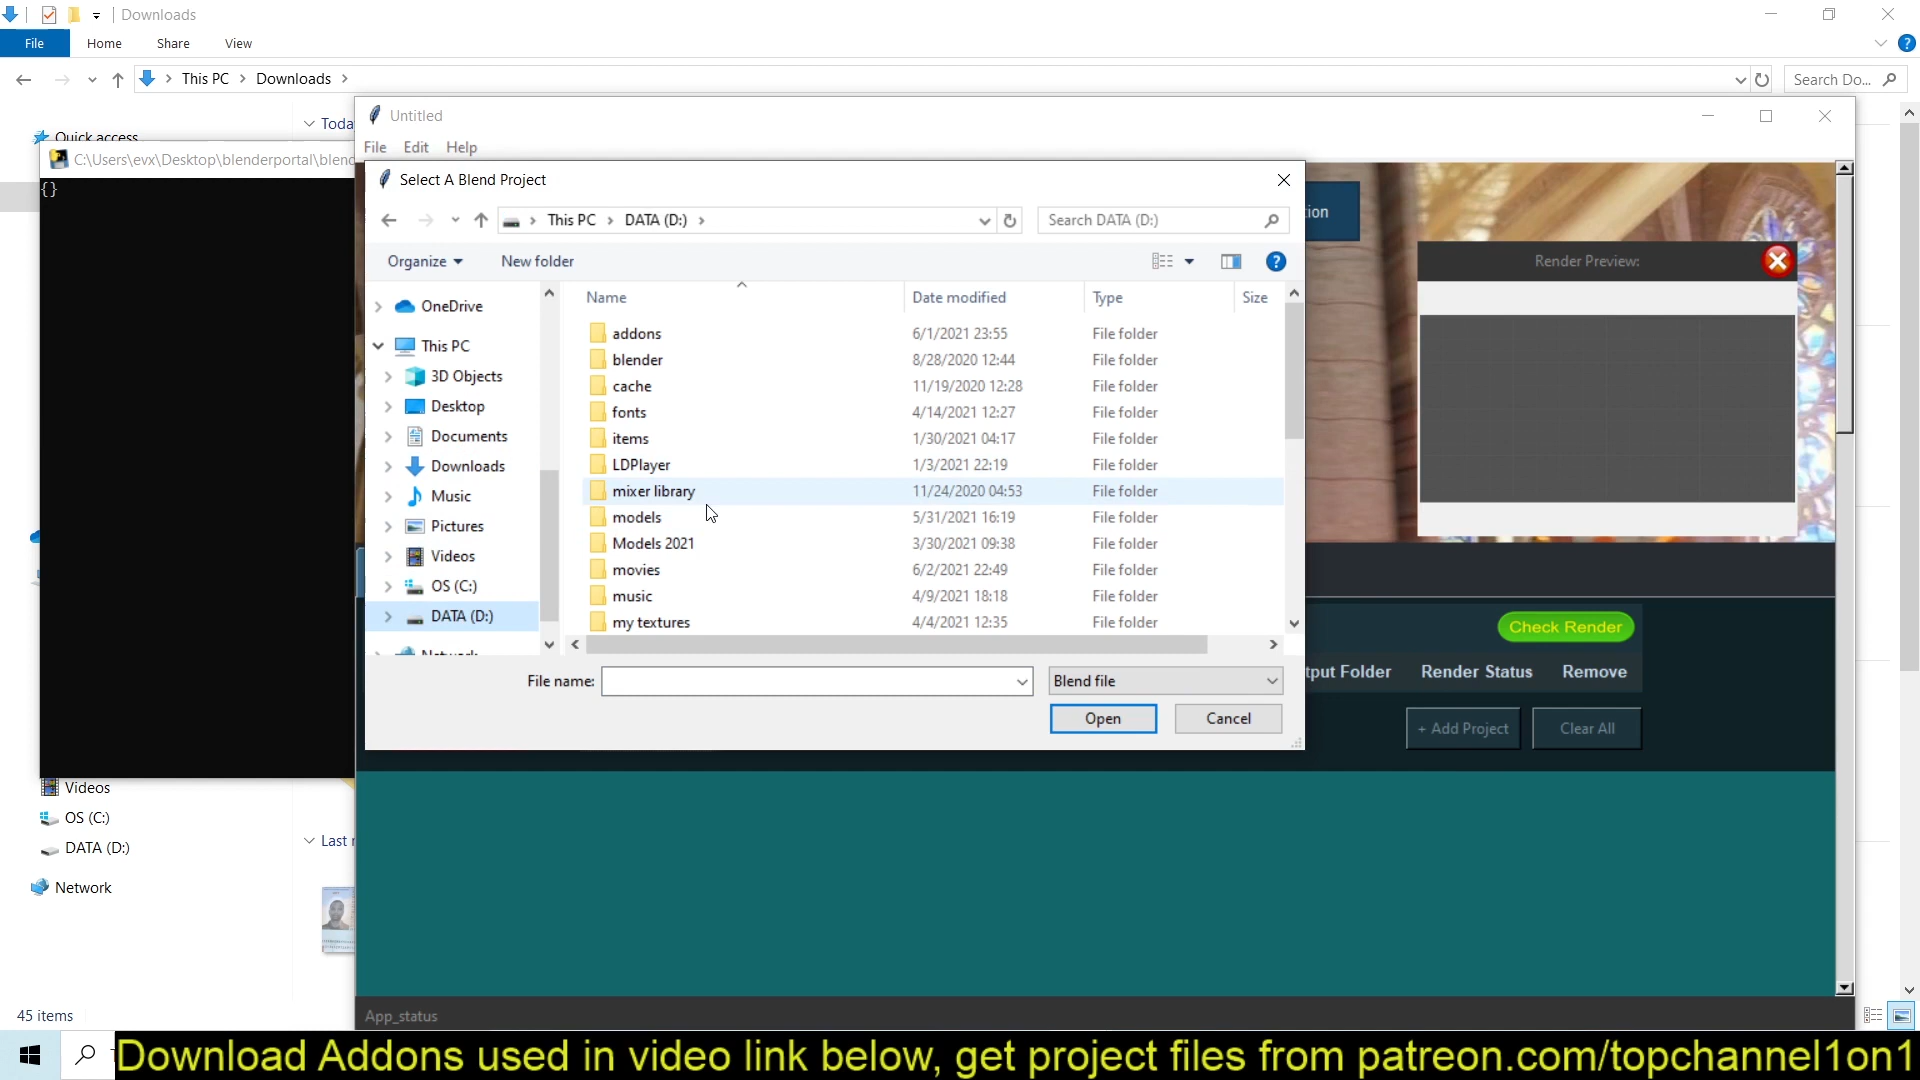 Downloads
File
Home
Share
View
This PC
Downloads
Search Do...
Quick access
Toda
C:\Users\evx\Desktop\blenderportal\blend
{}
Untitled
File
Edit
Help
Select A Blend Project
This PC
DATA (D:)
Search DATA (D:)
Organize
New folder
ion
Render Preview:
OneDrive
This PC
3D Objects
Desktop
Documents
Downloads
Music
Pictures
Videos
OS (C:)
DATA (D:)
Name Date modified Type Size
addons 6/1/2021 23:55 File folder
blender 8/28/2020 12:44 File folder
cache 11/19/2020 12:28 File folder
fonts 4/14/2021 12:27 File folder
items 1/30/2021 04:17 File folder
LDPlayer 1/3/2021 22:19 File folder
mixer library 11/24/2020 04:53 File folder
models 5/31/2021 16:19 File folder
Models 2021 3/30/2021 09:38 File folder
movies 6/2/2021 22:49 File folder
music 4/9/2021 18:18 File folder
my textures 4/4/2021 12:35 File folder
File name:
Blend file
Open
Cancel
Check Render
tput Folder
Render Status
Remove
+ Add Project
Clear All
Videos
OS (C:)
DATA (D:)
Network
Last
45 items
App_status
Download Addons used in video link below, get project files from patreon.com/topchannel1on1